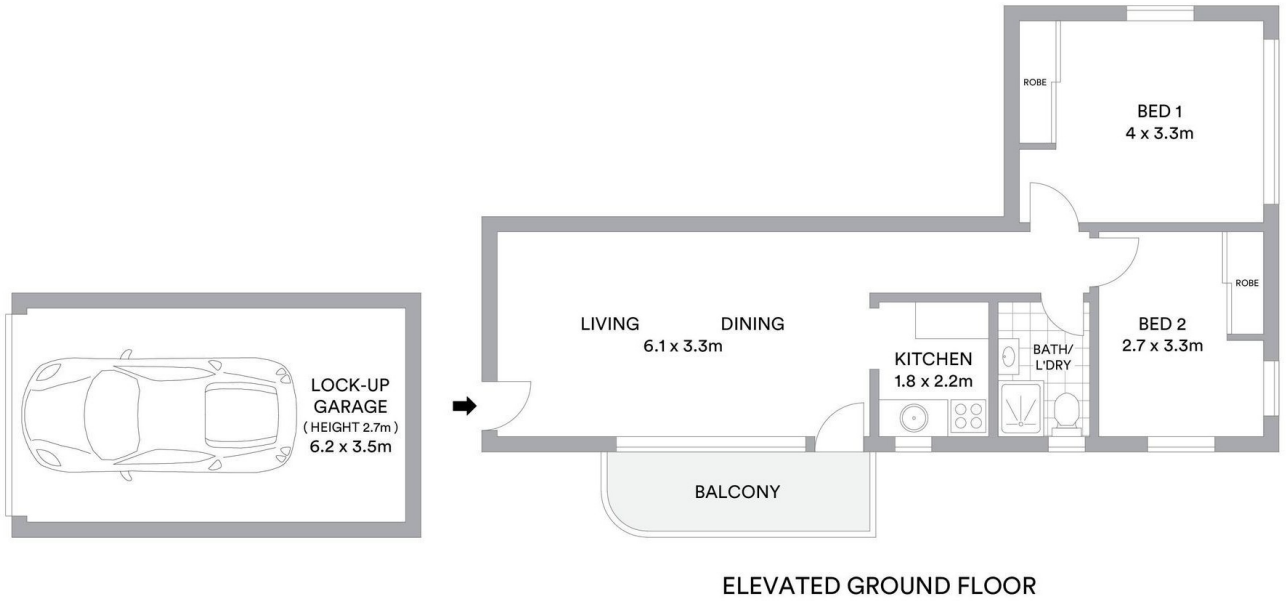 ROBE
BED 1
4 x 3.3m
ROBE
LIVING DINING
6.1 x 3.3m
KITCHEN
1.8 x 2.2m
BATH/
L'DRY
BED 2
2.7 x 3.3m
LOCK-UP
GARAGE
( HEIGHT 2.7m )
6.2 x 3.5m
BALCONY
ELEVATED GROUND FLOOR